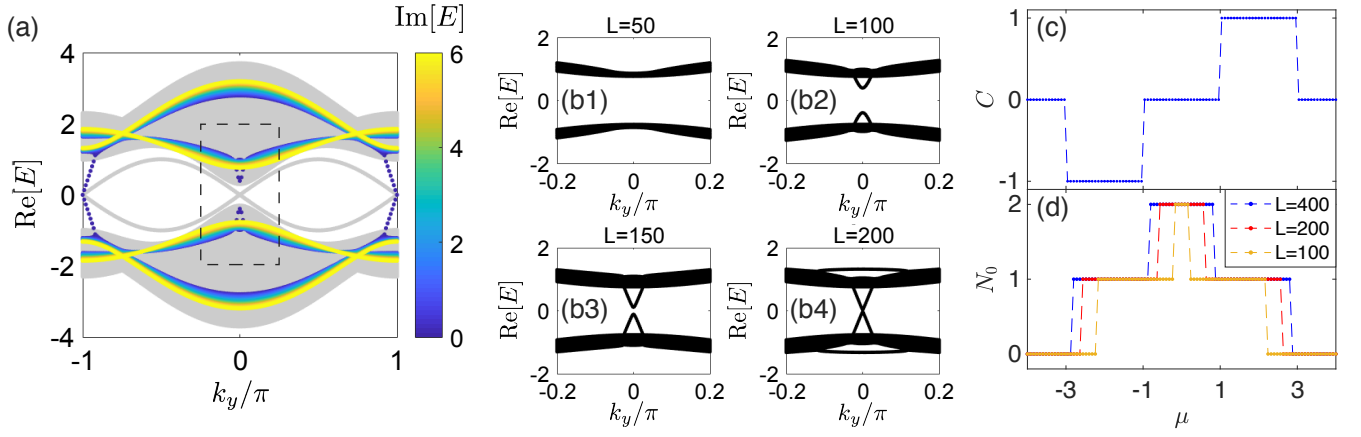 (a)
Im[E]
4
2
0
-2
-4
Re[E]
-1
0
1
k_y/π
6
4
2
0
L=50
2
0
-2
Re[E]
(b1)
-0.2
0
0.2
k_y/π
L=100
2
0
-2
Re[E]
(b2)
-0.2
0
0.2
k_y/π
L=150
2
0
-2
Re[E]
(b3)
-0.2
0
0.2
k_y/π
L=200
2
0
-2
Re[E]
(b4)
-0.2
0
0.2
k_y/π
(c)
1
0
-1
C
(d)
2
1
0
N_0
L=400
L=200
L=100
-3
-1
1
3
μ